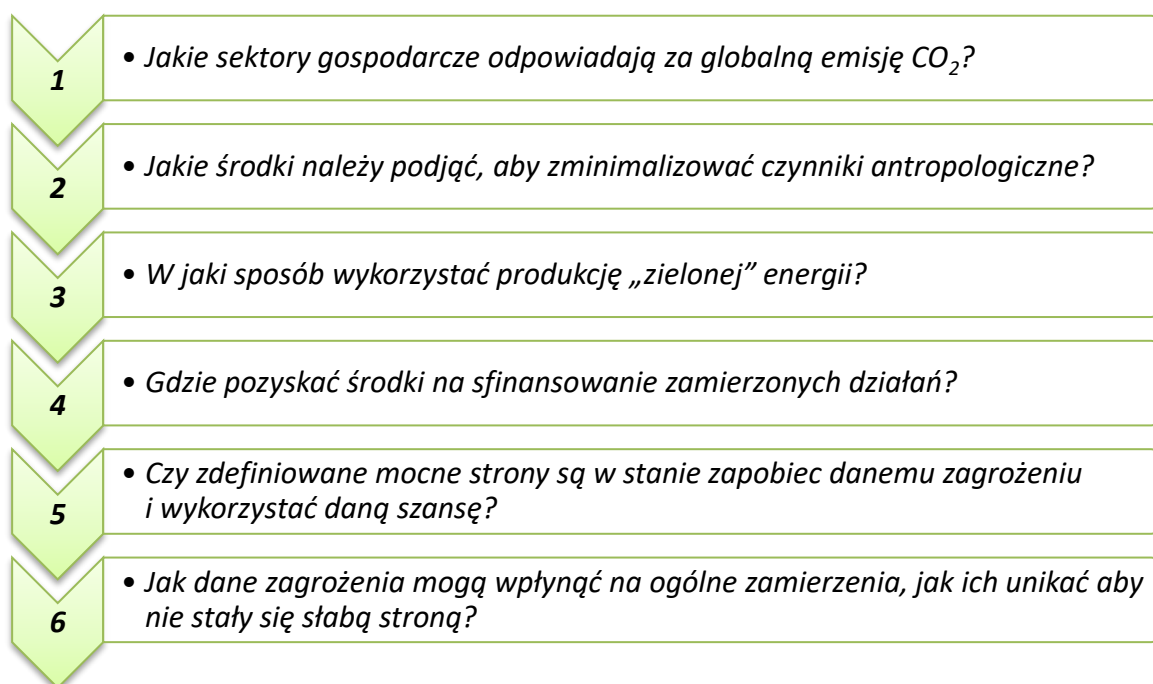 1
• Jakie sektory gospodarcze odpowiadają za globalną emisję CO₂?
2
• Jakie środki należy podjąć, aby zminimalizować czynniki antropologiczne?
3
• W jaki sposób wykorzystać produkcję „zielonej” energii?
4
• Gdzie pozyskać środki na sfinansowanie zamierzonych działań?
5
• Czy zdefiniowane mocne strony są w stanie zapobiec danemu zagrożeniu
i wykorzystać daną szansę?
6
• Jak dane zagrożenia mogą wpłynąć na ogólne zamierzenia, jak ich unikać aby
nie stały się słabą stroną?